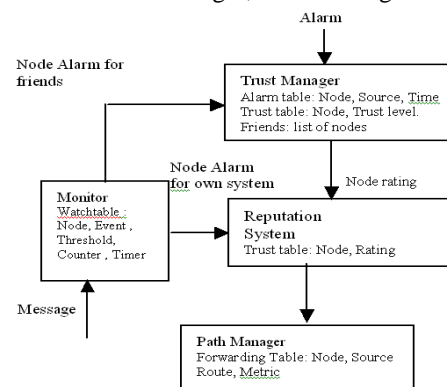 Alarm
Node Alarm for
friends
Trust Manager
Alarm table: Node, Source, Time
Trust table: Node, Trust level.
Friends: list of nodes
Node Alarm
for own system
Node rating
Monitor
Watchtable :
Node, Event ,
Threshold,
Counter , Timer
Reputation
System
Trust table: Node, Rating
Message
Path Manager
Forwarding Table: Node, Source
Route, Metric